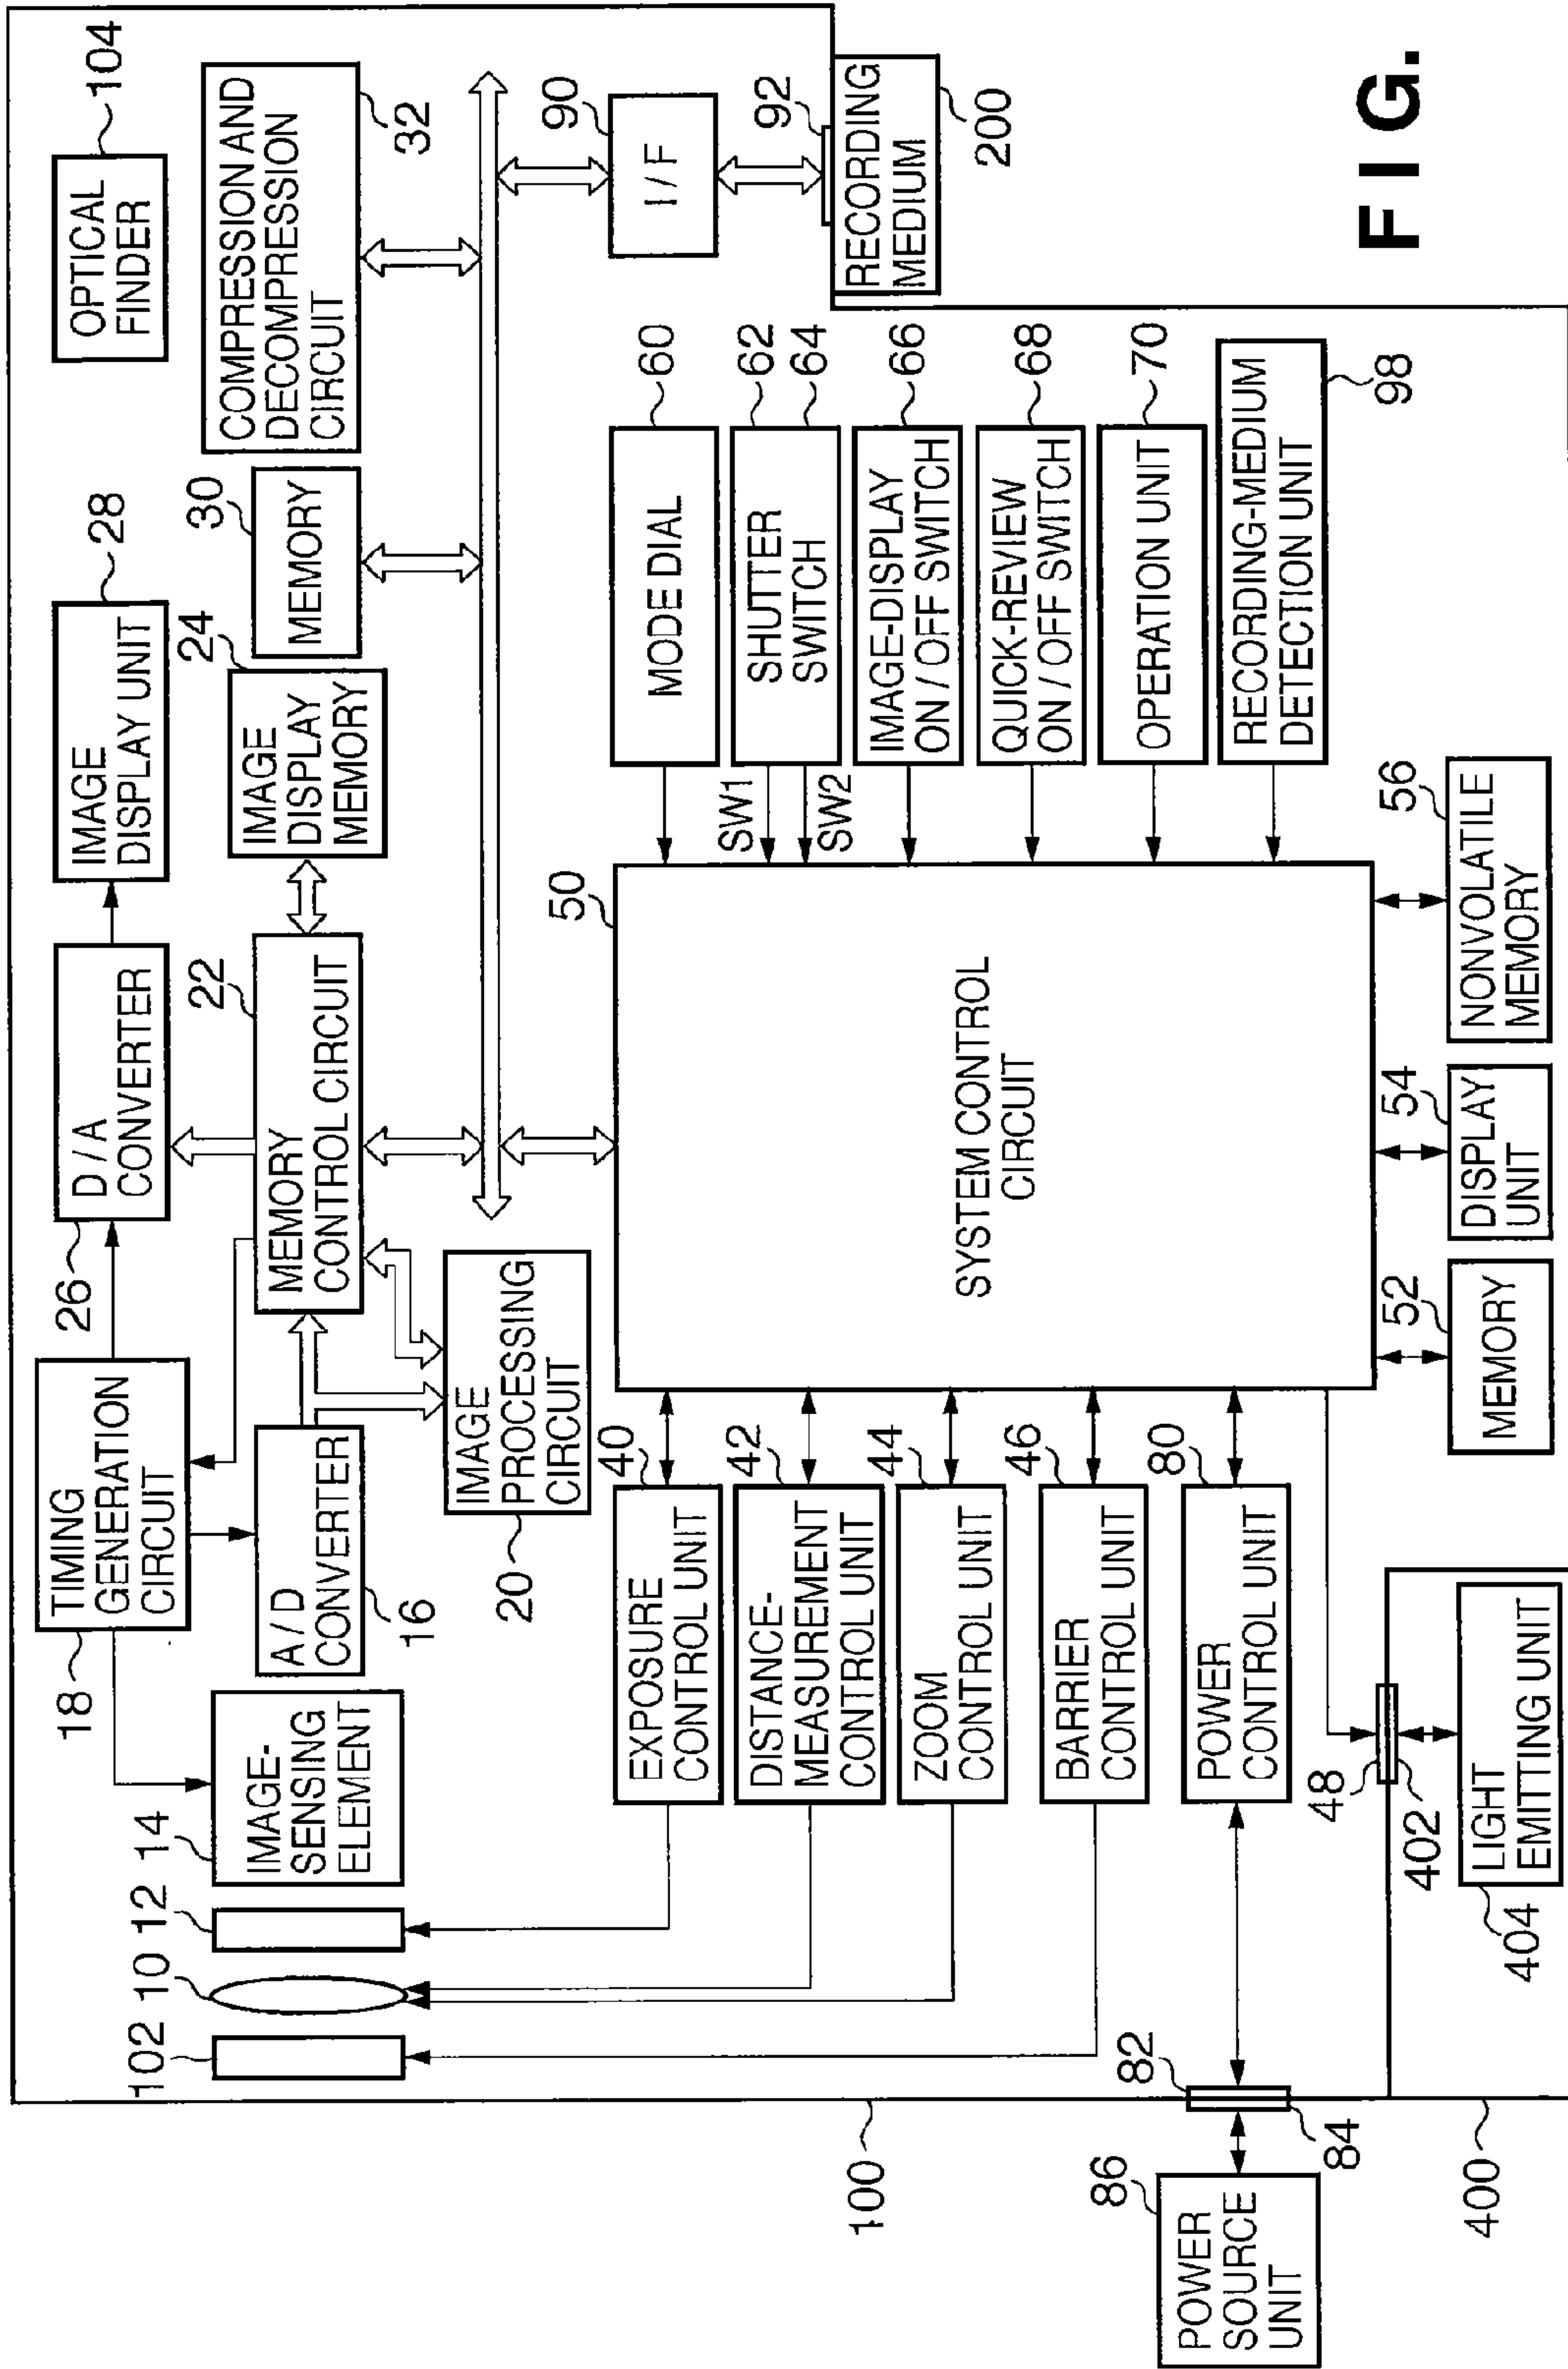 104
OPTICAL
FINDER
28
IMAGE
DISPLAY UNIT
D / A
CONVERTER
26
TIMING
GENERATION
CIRCUIT
18
COMPRESSION AND
DECOMPRESSION
CIRCUIT
32
30
MEMORY
24
IMAGE
DISPLAY
MEMORY
22
MEMORY
CONTROL CIRCUIT
A / D
CONVERTER
16
14
IMAGE-
SENSING
ELEMENT
12
10
102
IMAGE
PROCESSING
CIRCUIT
20
90
I / F
92
RECORDING
MEDIUM
200
50
SYSTEM CONTROL
CIRCUIT
40
EXPOSURE
CONTROL UNIT
42
DISTANCE-
MEASUREMENT
CONTROL UNIT
44
ZOOM
CONTROL UNIT
46
BARRIER
CONTROL UNIT
80
POWER
CONTROL UNIT
MODE DIAL
60
SW1
SW2
SHUTTER
SWITCH
62
64
IMAGE-DISPLAY
ON / OFF SWITCH
66
QUICK-REVIEW
ON / OFF SWITCH
68
OPERATION UNIT
70
RECORDING-MEDIUM
DETECTION UNIT
98
100
82
84
86
POWER
SOURCE
UNIT
48
402
LIGHT
EMITTING UNIT
404
400
52
MEMORY
54
DISPLAY
UNIT
56
NONVOLATILE
MEMORY
FIG.